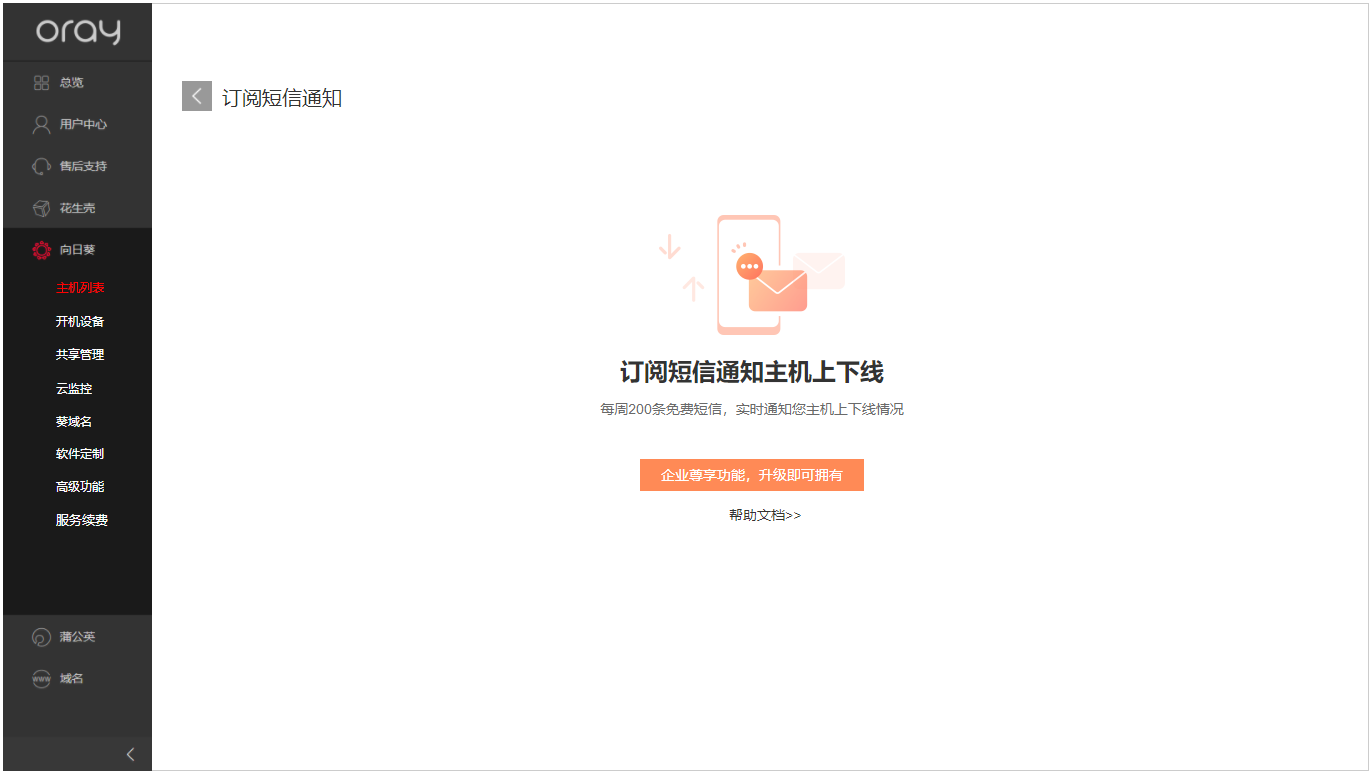 oray
总览
用户中心
售后支持
花生壳
向日葵
主机列表
开机设备
共享管理
云监控
葵域名
软件定制
高级功能
服务续费
蒲公英
www
域名
订阅短信通知
订阅短信通知主机上下线
每周200条免费短信，实时通知您主机上下线情况
企业尊享功能，升级即可拥有
帮助文档>>